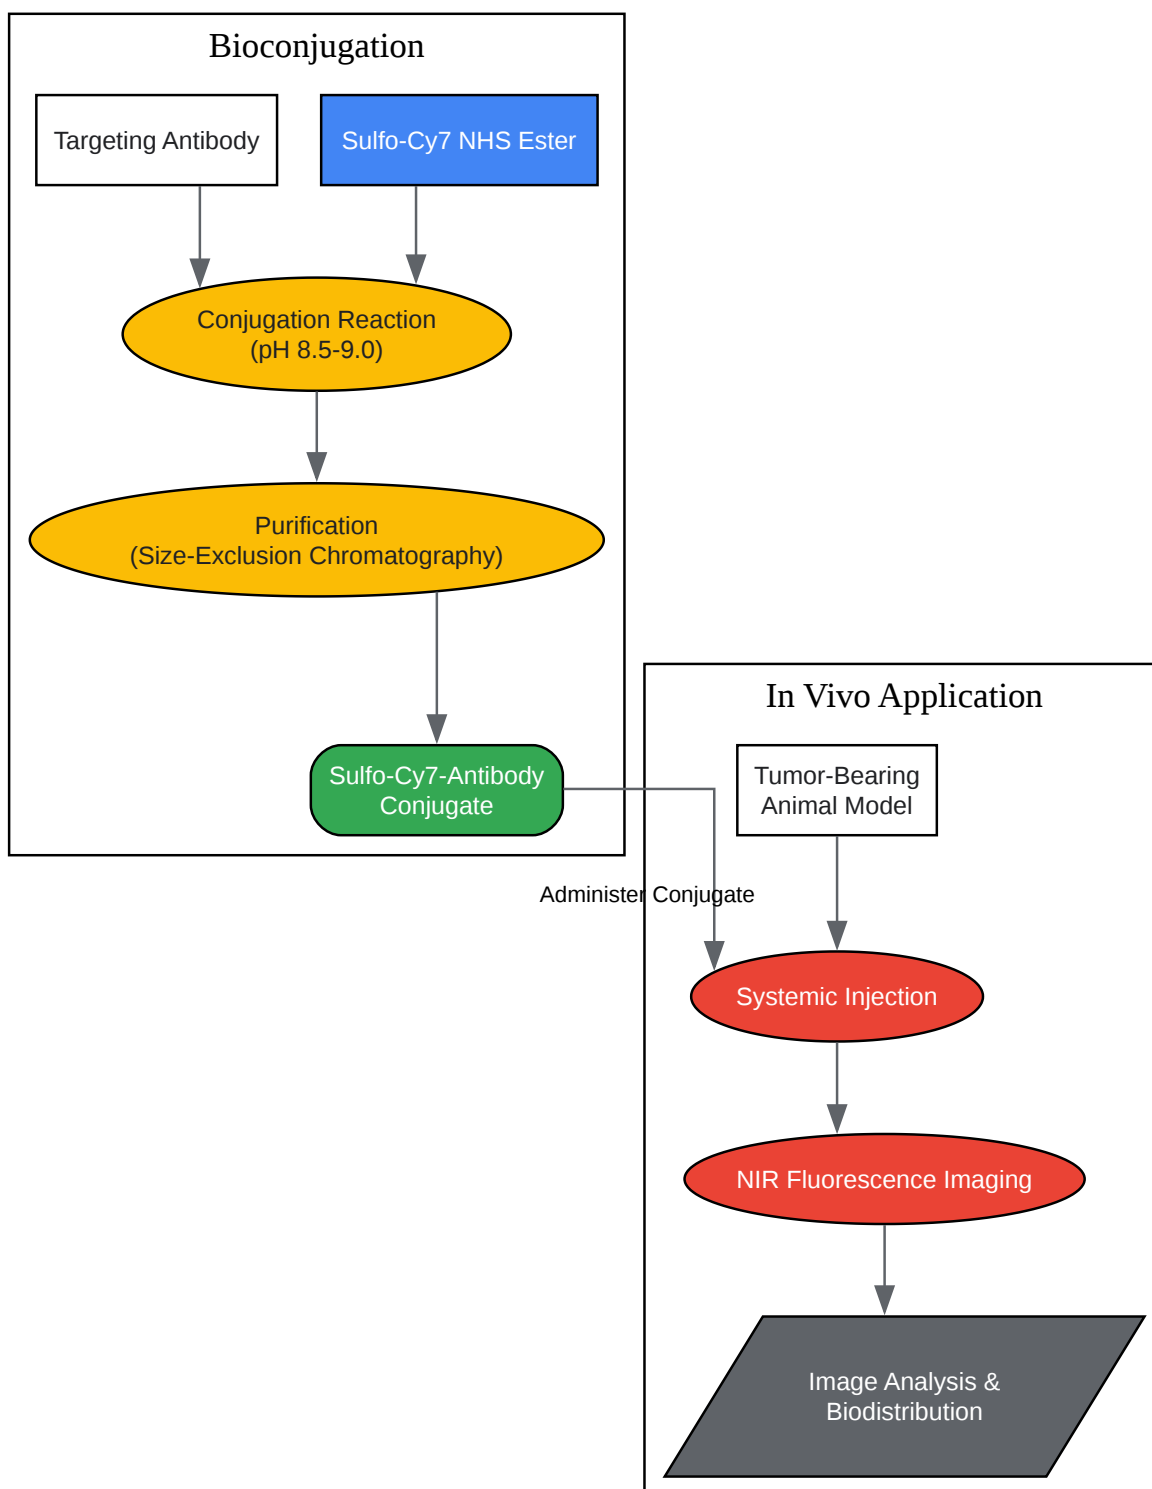 Bioconjugation
Targeting Antibody
Sulfo-Cy7 NHS Ester
Conjugation Reaction
(pH 8.5-9.0)
Purification
(Size-Exclusion Chromatography)
Sulfo-Cy7-Antibody
Conjugate
In Vivo Application
Tumor-Bearing
Animal Model
Administer Conjugate
Systemic Injection
NIR Fluorescence Imaging
Image Analysis &
Biodistribution